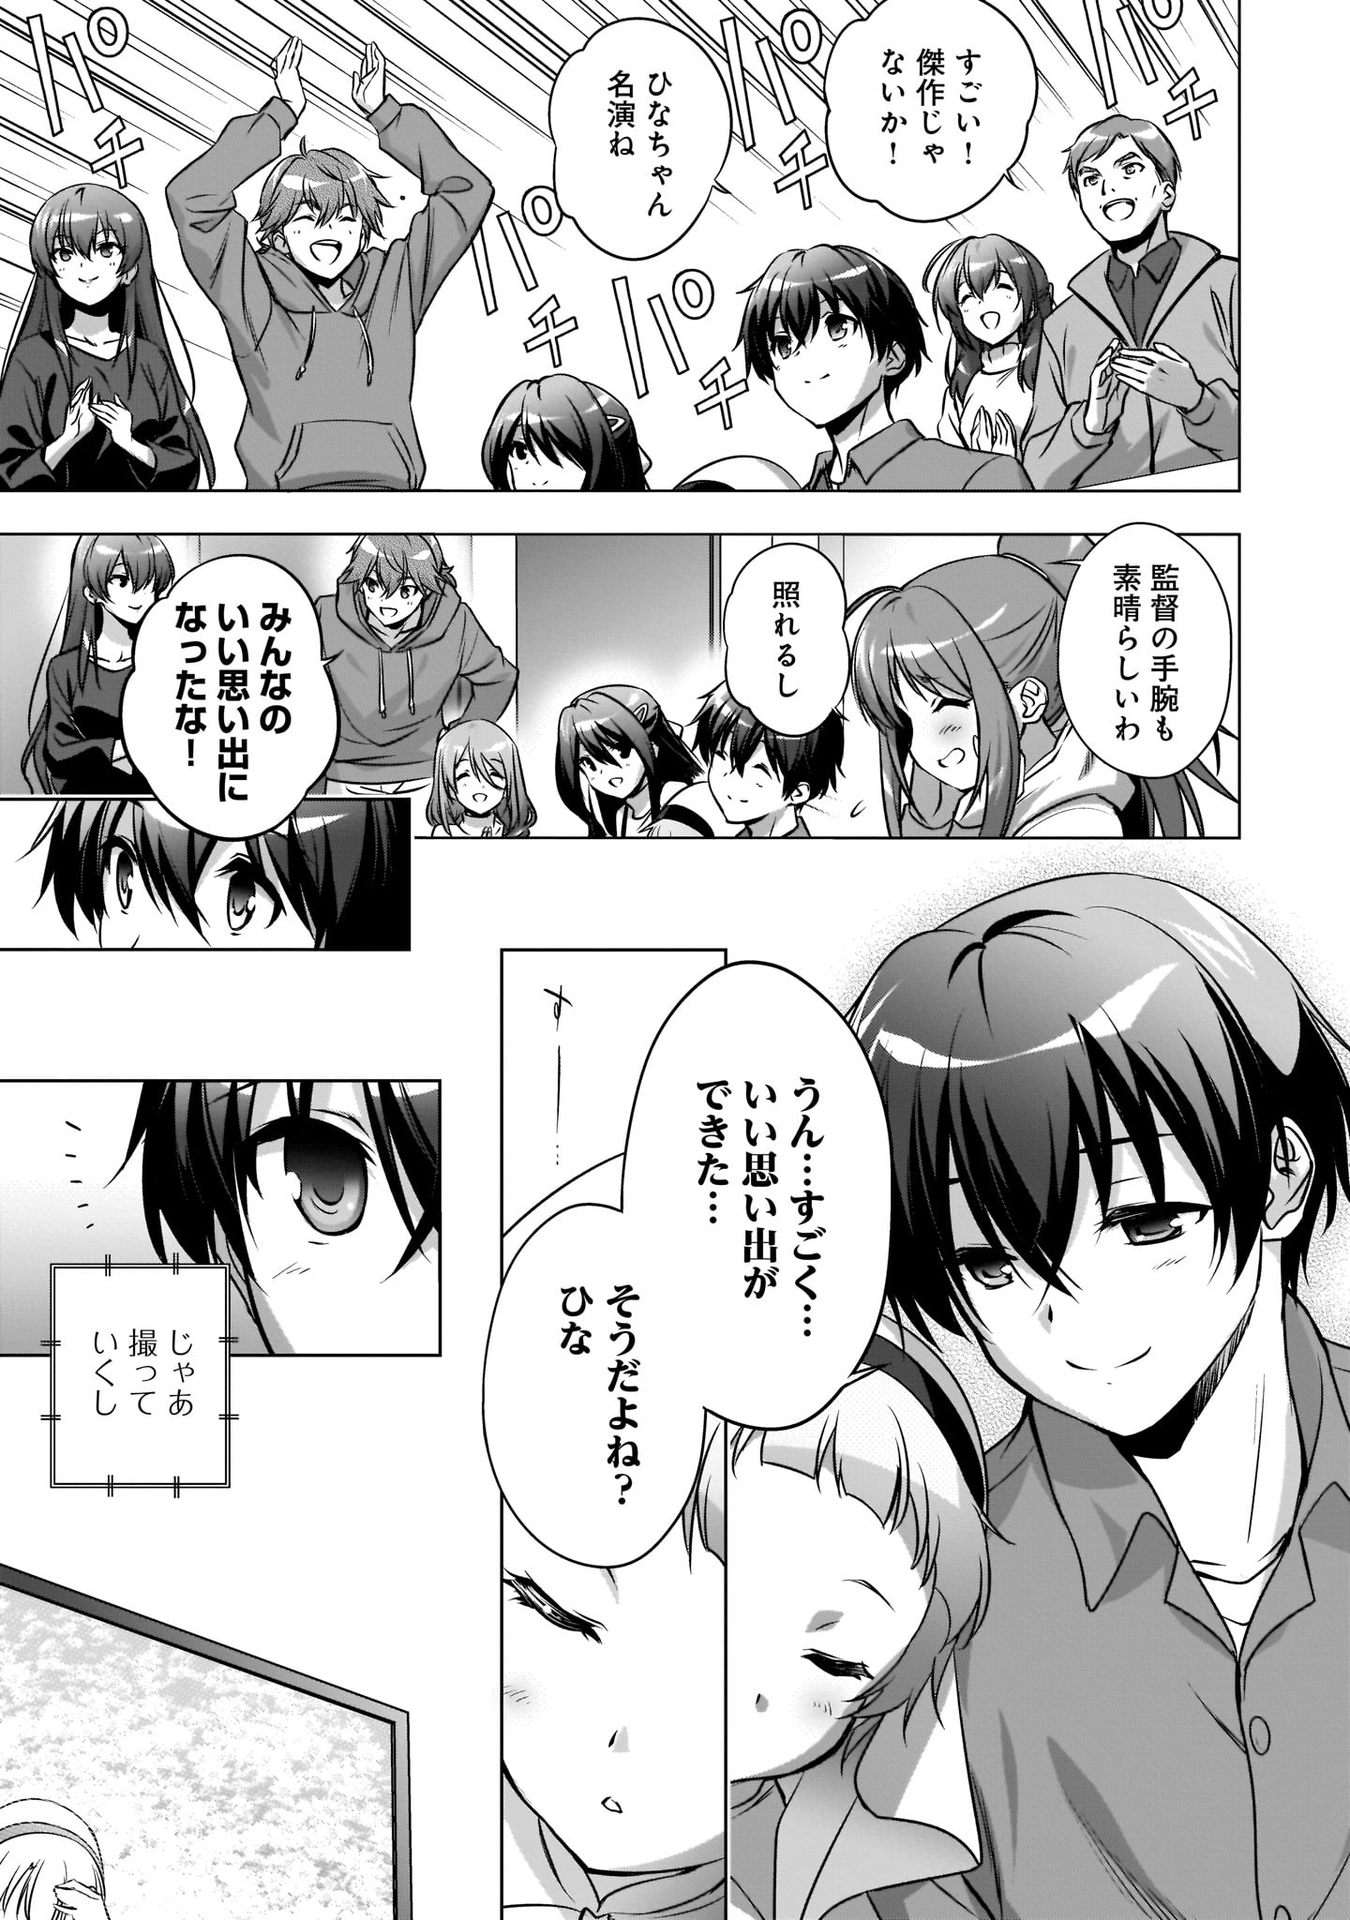 すごい！
傑作じゃ
ないか！
ひなちゃん
名演ね
パチ
パチ
パチ
パチ
パチ
パチ
監督の手腕も
素晴らしいわ
照れるし
みんなの
いい思い出に
なったな！
うん…すごく…
いい思い出が
できた…
そうだよね？
ひな
すー…
じゃあ
撮って
いくし